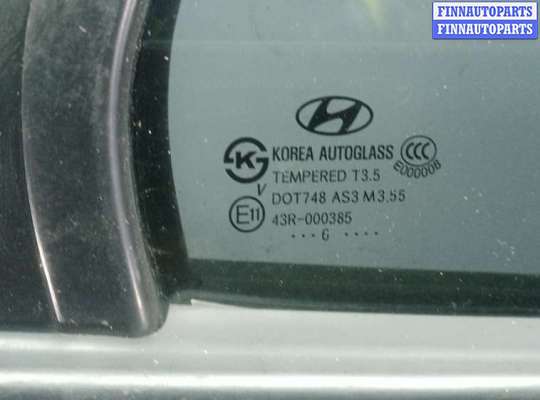 FINNAUTOPARTS
FINNAUTOPARTS
KOREA AUTOGLASS
CCC
E000008
K
TEMPERED T3.5
V
DOT748 AS3 M3.55
E11
43R-000385
··· 6 ····